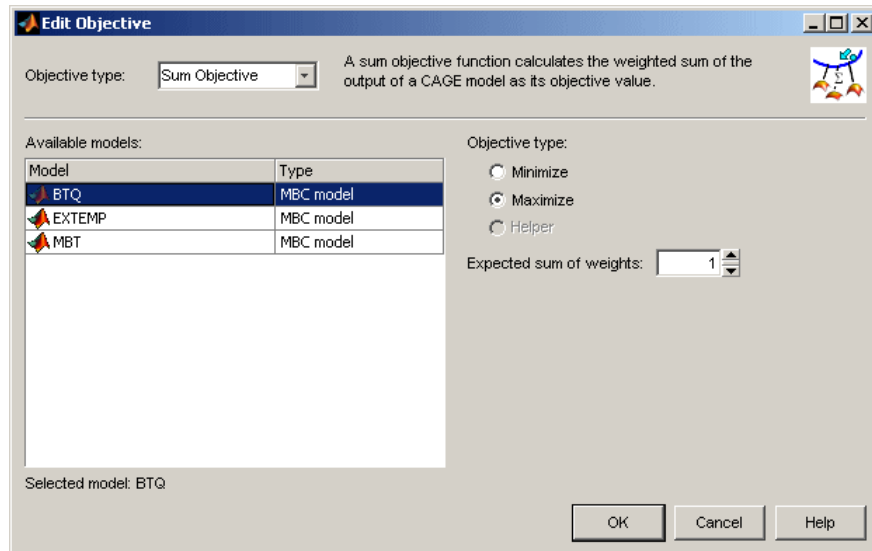 Edit Objective
Objective type:
Sum Objective
A sum objective function calculates the weighted sum of the
output of a CAGE model as its objective value.
Σ
Available models:
Model Type
BTQ MBC model
EXTEMP MBC model
MBT MBC model
Selected model: BTQ
Objective type:
Minimize
Maximize
Helper
Expected sum of weights: 1
OK Cancel Help